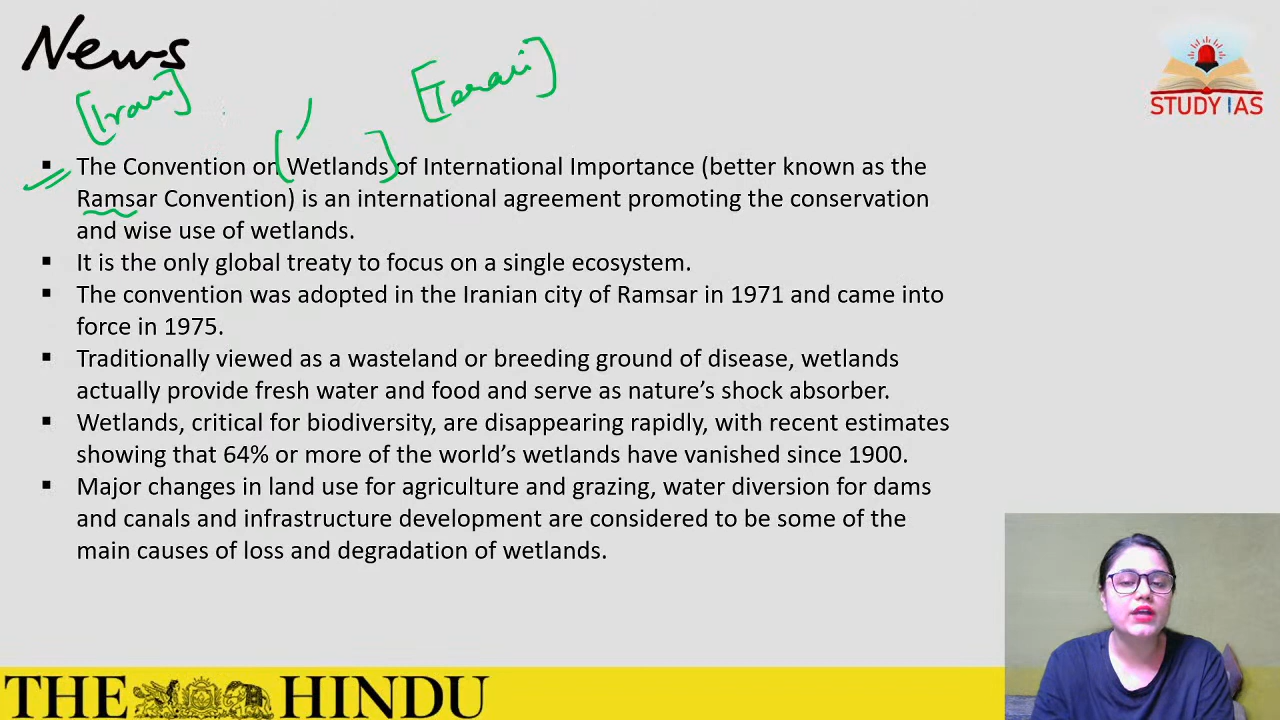 News
[Iran]
STUDY IAS
▪ The Convention on Wetlands of International Importance (better known as the
Ramsar Convention) is an international agreement promoting the conservation
and wise use of wetlands.
▪ It is the only global treaty to focus on a single ecosystem.
▪ The convention was adopted in the Iranian city of Ramsar in 1971 and came into
force in 1975.
▪ Traditionally viewed as a wasteland or breeding ground of disease, wetlands
actually provide fresh water and food and serve as nature’s shock absorber.
▪ Wetlands, critical for biodiversity, are disappearing rapidly, with recent estimates
showing that 64% or more of the world’s wetlands have vanished since 1900.
▪ Major changes in land use for agriculture and grazing, water diversion for dams
and canals and infrastructure development are considered to be some of the
main causes of loss and degradation of wetlands.
THE HINDU